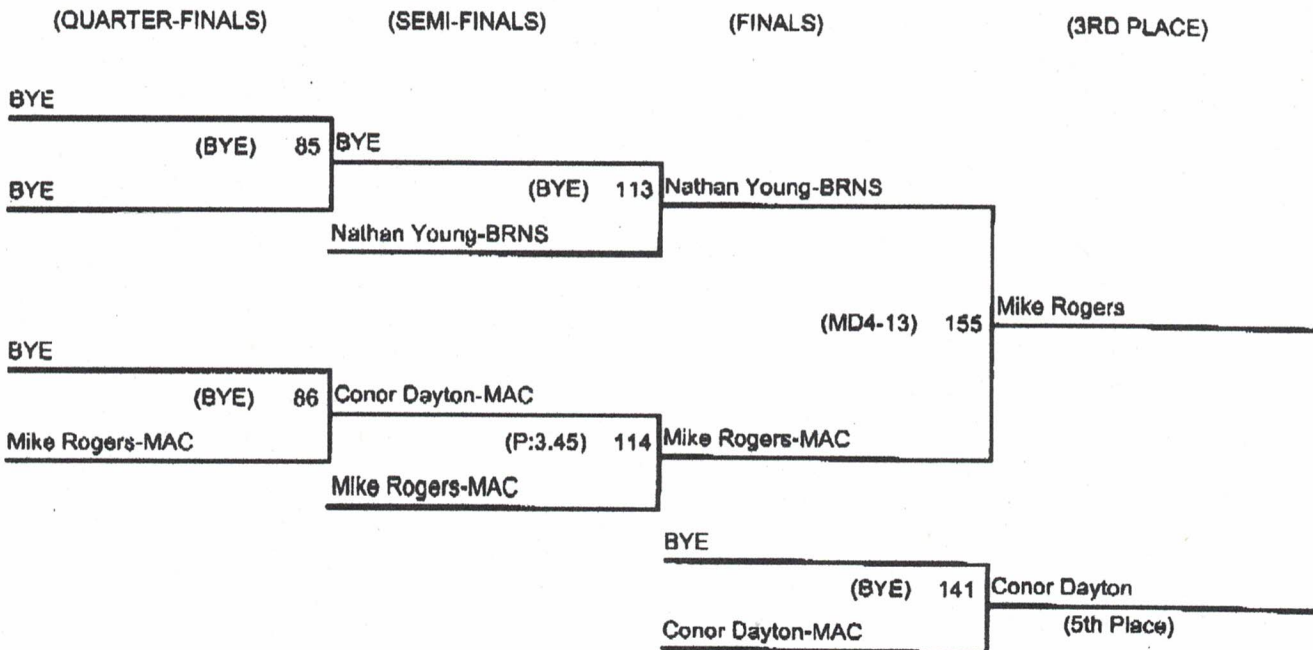 (QUARTER-FINALS) (SEMI-FINALS) (FINALS) (3RD PLACE)
BYE
(BYE) 85 BYE
BYE
(BYE) 113 Nathan Young-BRNS
Nathan Young-BRNS
(MD4-13) 155 Mike Rogers
BYE
(BYE) 86 Conor Dayton-MAC
Mike Rogers-MAC
(P:3.45) 114 Mike Rogers-MAC
Mike Rogers-MAC
BYE
(BYE) 141 Conor Dayton
(5th Place)
Conor Dayton-MAC